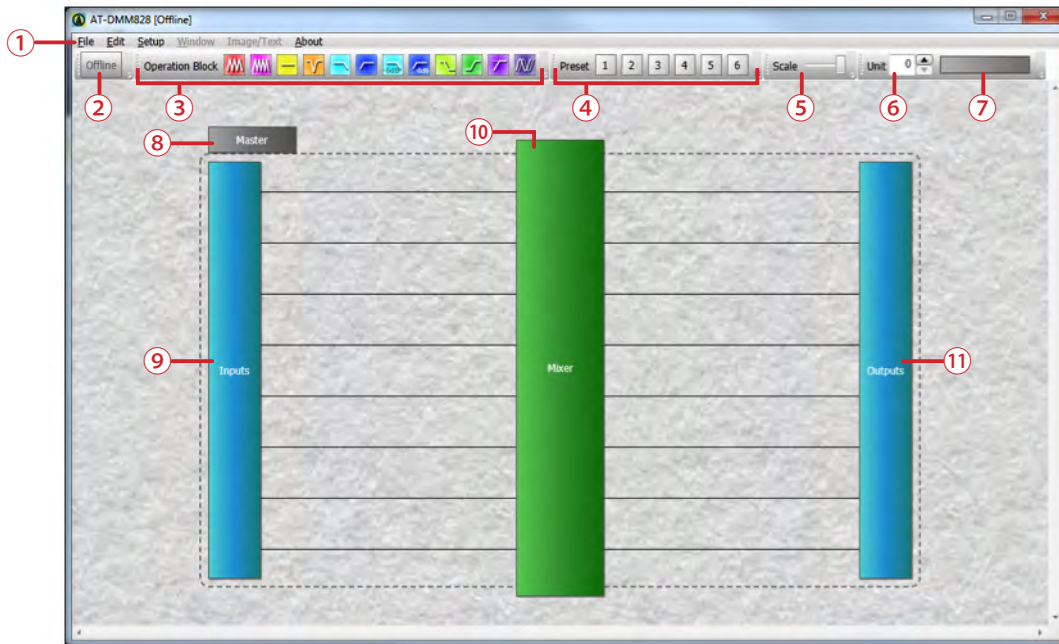 AT-DMM828 [Offline]
① File Edit Setup Window Image/Text About
Offline Operation Block Preset 1 2 3 4 5 6 Scale Unit 0
② ③ ④ ⑤ ⑥ ⑦
⑧ Master ⑩
⑨ Inputs Mixer Outputs ⑪